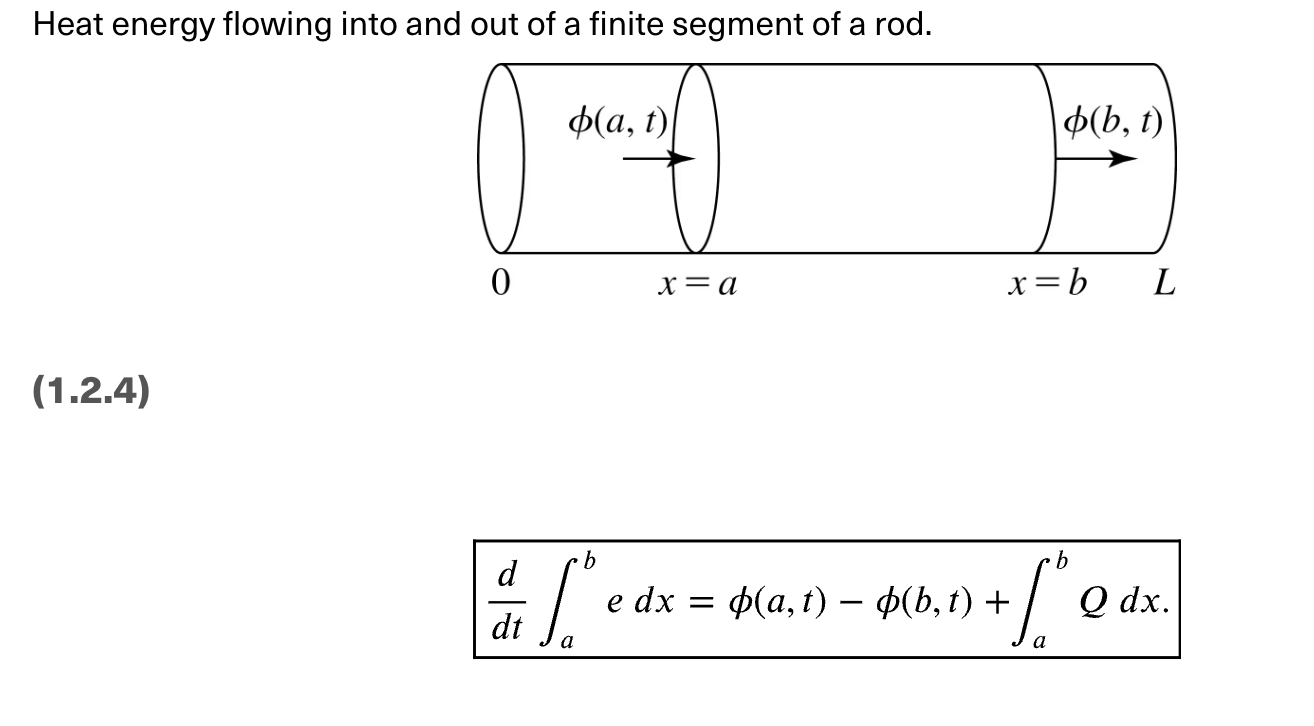 Heat energy flowing into and out of a finite segment of a rod.
ϕ(a, t) ϕ(b, t)
0 x = a x = b L
(1.2.4)
d/dt ∫_a^b e dx = ϕ(a, t) − ϕ(b, t) + ∫_a^b Q dx.